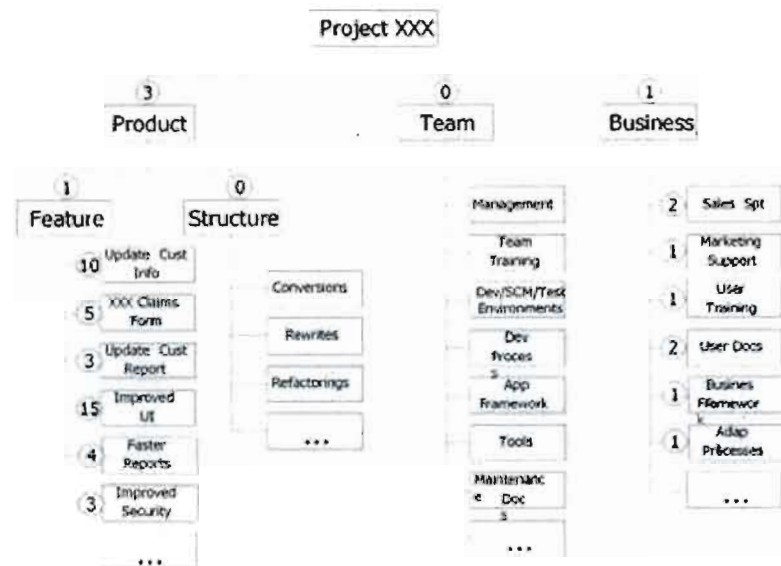 Project XXX
3
Product
0
Team
1
Business
1
Feature
0
Structure
10
Update Cust
Info
5
XXX Claims
Form
3
Update Cust
Report
15
Improved
UI
4
Faster
Reports
3
Improved
Security
...
Conversions
Rewrites
Refactorings
...
Management
Team
Training
Dev/SCM/Test
Environments
Dev
Proces
s
App
Framework
Tools
Maintenanc
e Doc
s
...
2
Sales Spt
1
Marketing
Support
1
User
Training
2
User Docs
1
Busines
Framewor
k
1
Adap
Processes
...